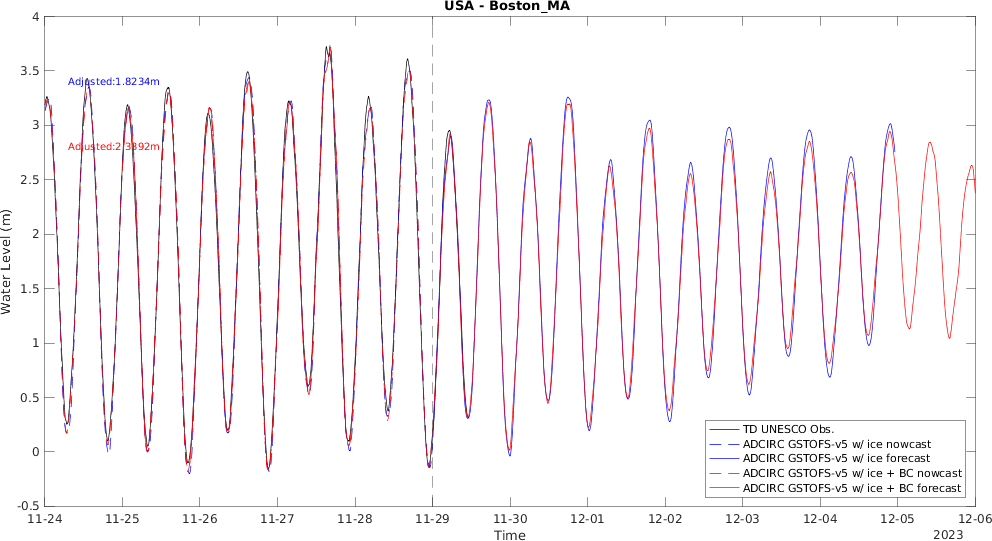 USA - Boston_MA
4
3.5
3
2.5
2
1.5
1
0.5
0
-0.5
Water Level (m)
Adjusted:1.8234m
Adjusted:2.3392m
TD UNESCO Obs.
ADCIRC GSTOFS-v5 w/ ice nowcast
ADCIRC GSTOFS-v5 w/ ice forecast
ADCIRC GSTOFS-v5 w/ ice + BC nowcast
ADCIRC GSTOFS-v5 w/ ice + BC forecast
11-24 11-25 11-26 11-27 11-28 11-29 11-30 12-01 12-02 12-03 12-04 12-05 12-06
Time
2023